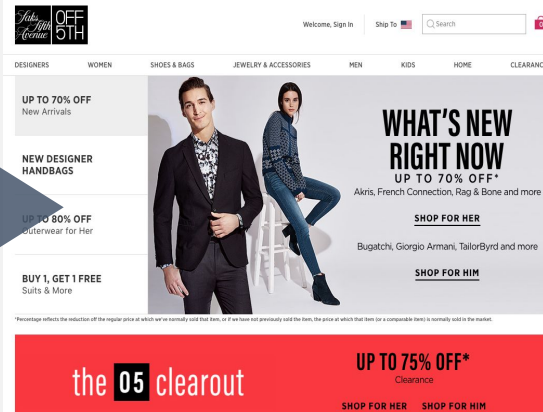 Saks
Fifth
Avenue
OFF
5TH
Welcome, Sign In
Ship To
Search
0
DESIGNERS
WOMEN
SHOES & BAGS
JEWELRY & ACCESSORIES
MEN
KIDS
HOME
CLEARANC
UP TO 70% OFF
New Arrivals
NEW DESIGNER
HANDBAGS
UP TO 80% OFF
Outerwear for Her
BUY 1, GET 1 FREE
Suits & More
WHAT'S NEW
RIGHT NOW
UP TO 70% OFF*
Akris, French Connection, Rag & Bone and more
SHOP FOR HER
Bugatchi, Giorgio Armani, TailorByrd and more
SHOP FOR HIM
*Percentage reflects the reduction off the regular price at which we've normally sold that item, or if we have not previously sold the item, the price at which that item (or a comparable item) is normally sold in the market.
the 05 clearout
UP TO 75% OFF*
Clearance
SHOP FOR HER SHOP FOR HIM